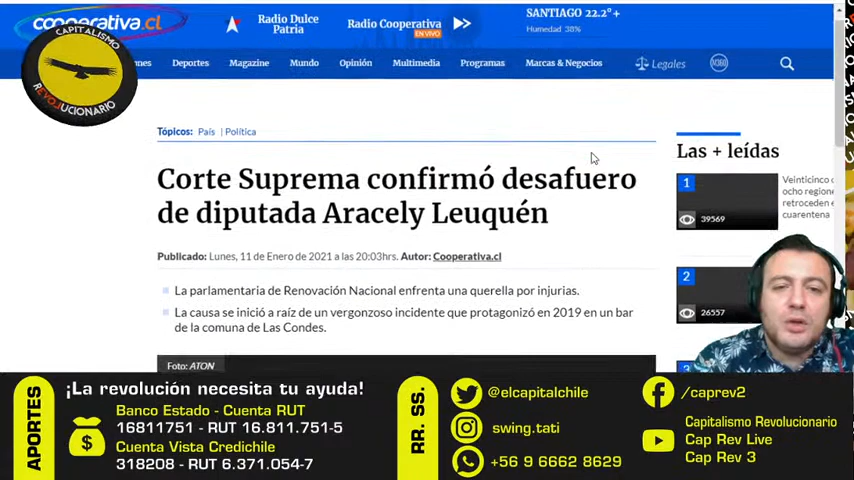 cooperativa.cl
Radio Dulce
Patria
Radio Cooperativa
EN VIVO
SANTIAGO 22.2°+
Humedad 38%
CAPITALISMO
REVOLUCIONARIO
nes
Deportes
Magazine
Mundo
Opinión
Multimedia
Programas
Marcas & Negocios
Legales
Tópicos: País | Política
Corte Suprema confirmó desafuero
de diputada Aracely Leuquén
Publicado: Lunes, 11 de Enero de 2021 a las 20:03hrs. Autor: Cooperativa.cl
La parlamentaria de Renovación Nacional enfrenta una querella por injurias.
La causa se inició a raíz de un vergonzoso incidente que protagonizó en 2019 en un bar
de la comuna de Las Condes.
Foto: ATON
Las + leídas
1
39569
Veinticinco
ocho regione
retroceden
cuarentena
2
26557
3
APORTES
¡La revolución necesita tu ayuda!
Banco Estado - Cuenta RUT
16811751 - RUT 16.811.751-5
Cuenta Vista Credichile
318208 - RUT 6.371.054-7
RR. SS.
@elcapitalchile
swing.tati
+56 9 6662 8629
/caprev2
Capitalismo Revolucionario
Cap Rev Live
Cap Rev 3